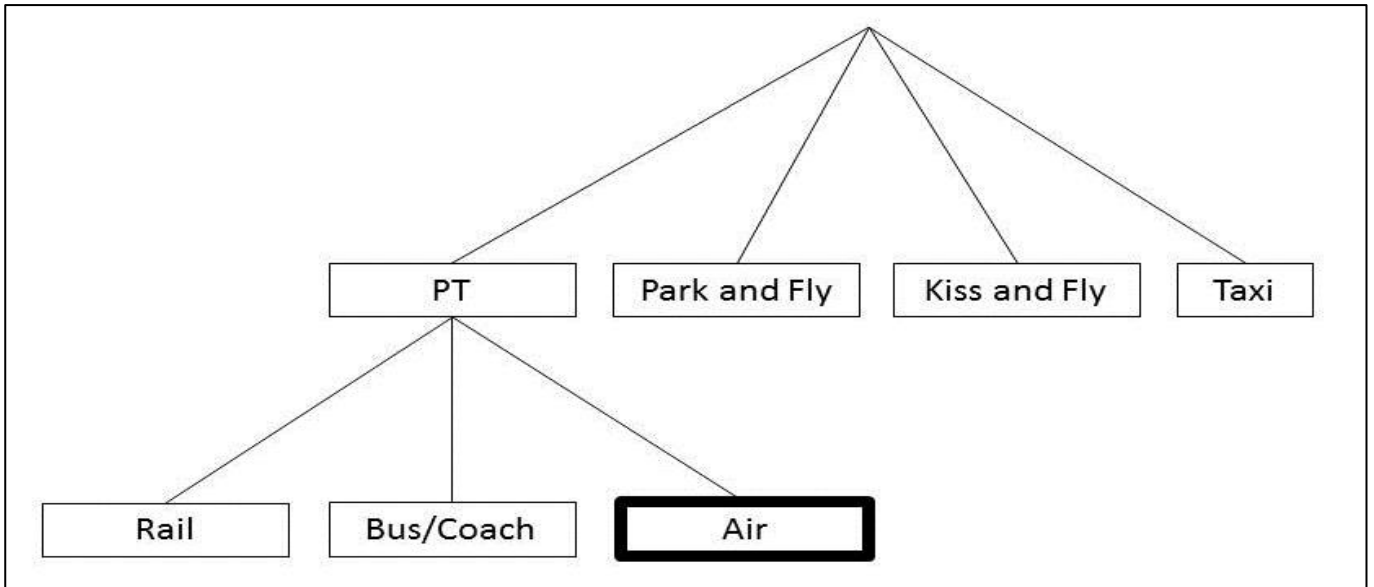 PT
Park and Fly
Kiss and Fly
Taxi
Rail
Bus/Coach
Air